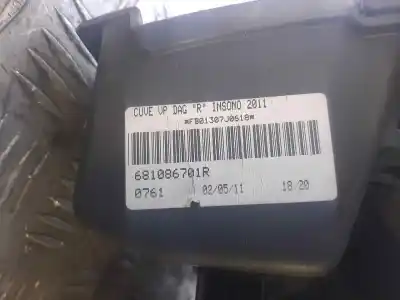 CUVE VP DAG "R" INSONO 2011
*FB01307J0618*
681086701R
0761 02/05/11 18:20